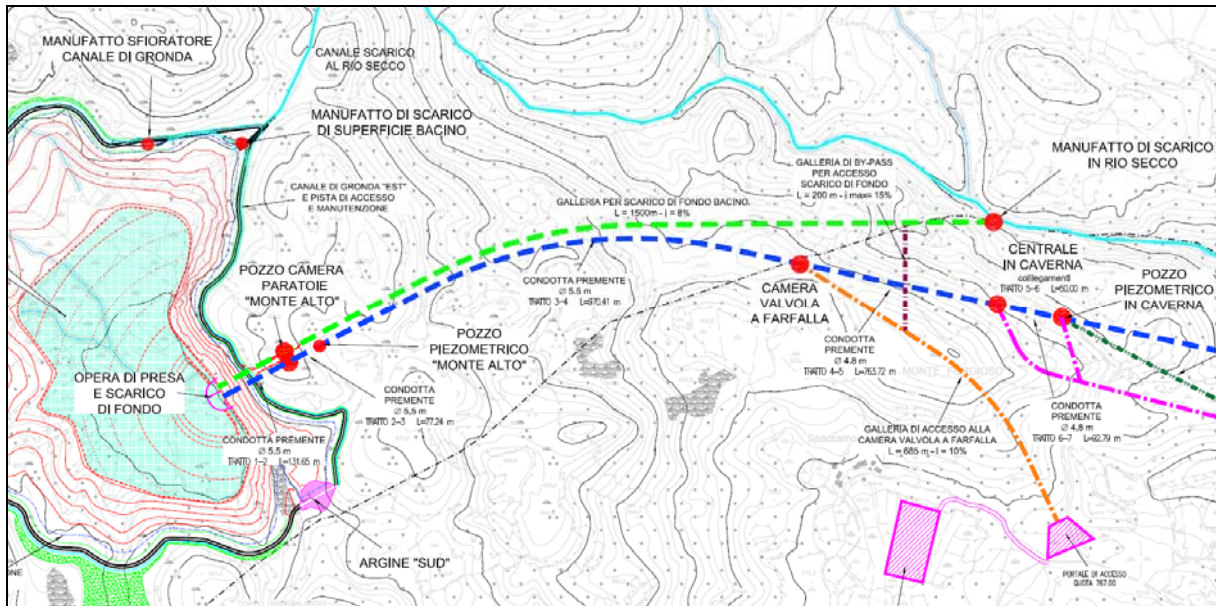 MANUFATTO SFIORATORE
CANALE DI GRONDA
CANALE SCARICO
AL RIO SECCO
MANUFATTO DI SCARICO
DI SUPERFICIE BACINO
CANALE DI GRONDA "EST"
E PISTA DI ACCESSO
E MANUTENZIONE
GALLERIA PER SCARICO DI FONDO BACINO
L = 1500m - i = 8%
GALLERIA DI BY-PASS
PER ACCESSO
SCARICO DI FONDO
L = 200 m - i max= 15%
MANUFATTO DI SCARICO
IN RIO SECCO
POZZO CAMERA
PARATOIE
"MONTE ALTO"
CONDOTTA PREMENTE
Ø 5.5 m
TRATTO 3-4 L=970.41 m
CAMERA
VALVOLA
A FARFALLA
CENTRALE
IN CAVERNA
collegamenti
TRATTO 5-6 L=60.00 m
POZZO
PIEZOMETRICO
IN CAVERNA
POZZO
PIEZOMETRICO
"MONTE ALTO"
OPERA DI PRESA
E SCARICO
DI FONDO
CONDOTTA
PREMENTE
Ø 5,5 m
TRATTO 2-3 L=77.24 m
CONDOTTA
PREMENTE
Ø 4.8 m
TRATTO 4-5 L=763.72 m
CONDOTTA PREMENTE
Ø 5.5 m
TRATTO 1-2 L=131.65 m
CONDOTTA
PREMENTE
Ø 4,8 m
TRATTO 6-7 L=92.79 m
GALLERIA DI ACCESSO ALLA
CAMERA VALVOLA A FARFALLA
L = 685 m - i = 10%
ARGINE "SUD"
PORTALE DI ACCESSO
QUOTA 767.00